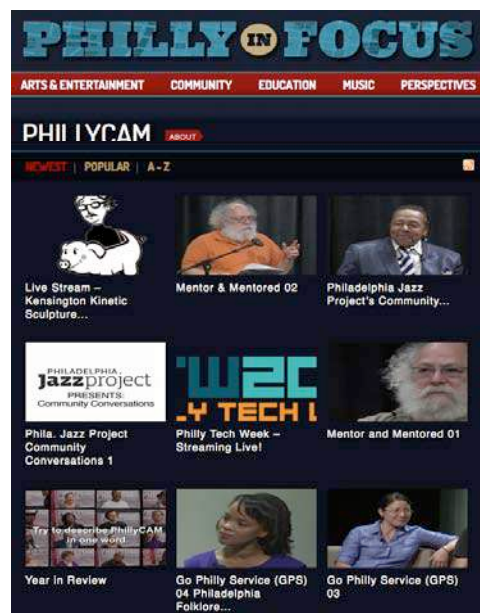 PHILLY IN FOCUS
ARTS & ENTERTAINMENT COMMUNITY EDUCATION MUSIC PERSPECTIVES
PHILLYCAM ABOUT
NEWEST | POPULAR | A-Z
Live Stream –
Kensington Kinetic
Sculpture...
Mentor & Mentored 02
Philadelphia Jazz
Project's Community...
PHILADELPHIA
jazzproject
PRESENTS:
Community Conversations
Phila. Jazz Project
Community
Conversations 1
W2C
LY TECH
Philly Tech Week –
Streaming Live!
Mentor and Mentored 01
Try to describe PhillyCAM
in one word.
Year in Review
Go Philly Service (GPS)
04 Philadelphia
Folklore...
Go Philly Service (GPS)
03